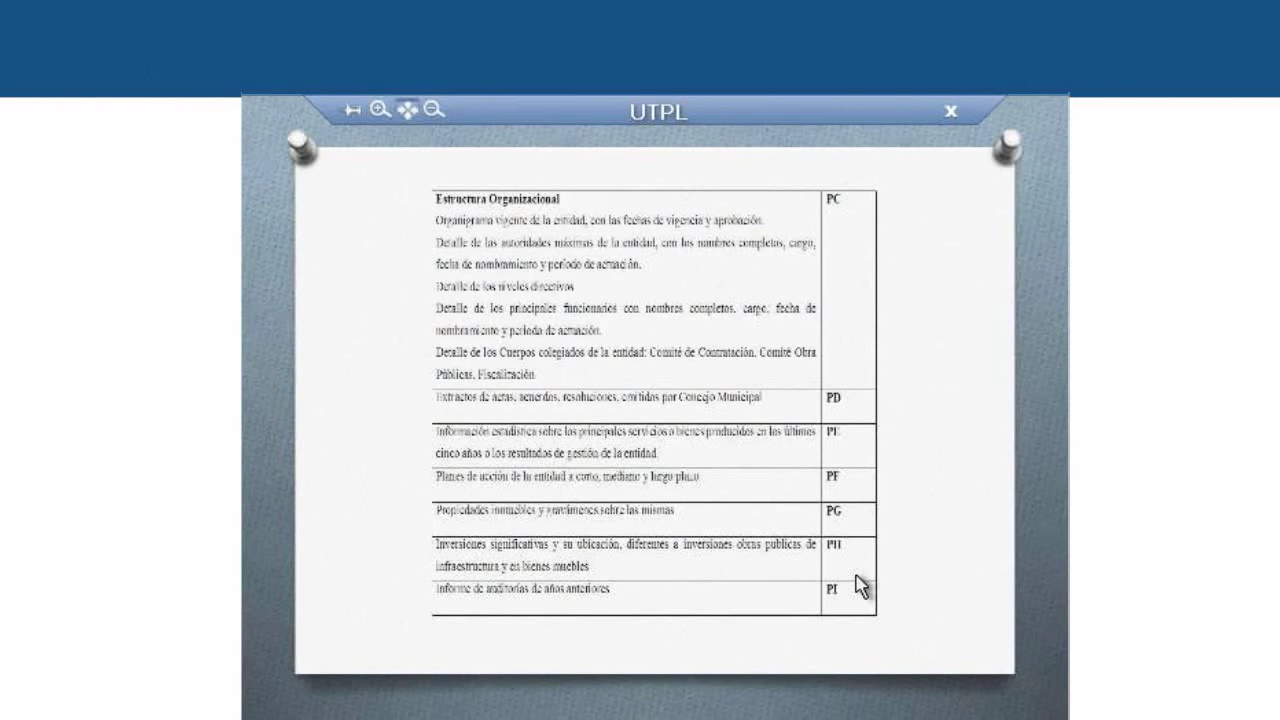 UTPL
x
Estructura Organizacional PC
Organigrama vigente de la entidad, con las fechas de vigencia y aprobación.
Detalle de las autoridades máximas de la entidad, con los nombres completos, cargo,
fecha de nombramiento y período de actuación.
Detalle de los niveles directivos
Detalle de los principales funcionarios con nombres completos, cargo, fecha de
nombramiento y período de actuación.
Detalle de los Cuerpos colegiados de la entidad: Comité de Contratación, Comité Obra
Públicas, Fiscalización
Extractos de actas, acuerdos, resoluciones, emitidas por Concejo Municipal PD
Información estadística sobre los principales servicios o bienes producidos en los últimos PE
cinco años o los resultados de gestión de la entidad
Planes de acción de la entidad a corto, mediano y largo plazo PF
Propiedades inmuebles y gravámenes sobre las mismas PG
Inversiones significativas y su ubicación, diferentes a inversiones obras publicas de PH
infraestructura y en bienes muebles
Informe de auditorías de años anteriores PI